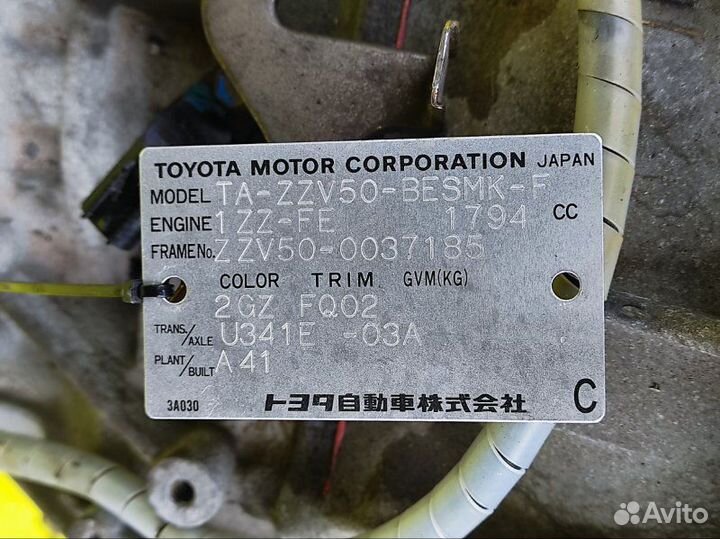 TOYOTA MOTOR CORPORATION JAPAN
MODEL TA-ZZV50-BESMK-F
ENGINE 1ZZ-FE 1794 CC
FRAME No. ZZV50-0037185
COLOR TRIM GVM(KG)
2GZ FQ02
TRANS./AXLE U341E -03A
PLANT/BUILT A41
3A030 トヨタ自動車株式会社 C
Avito